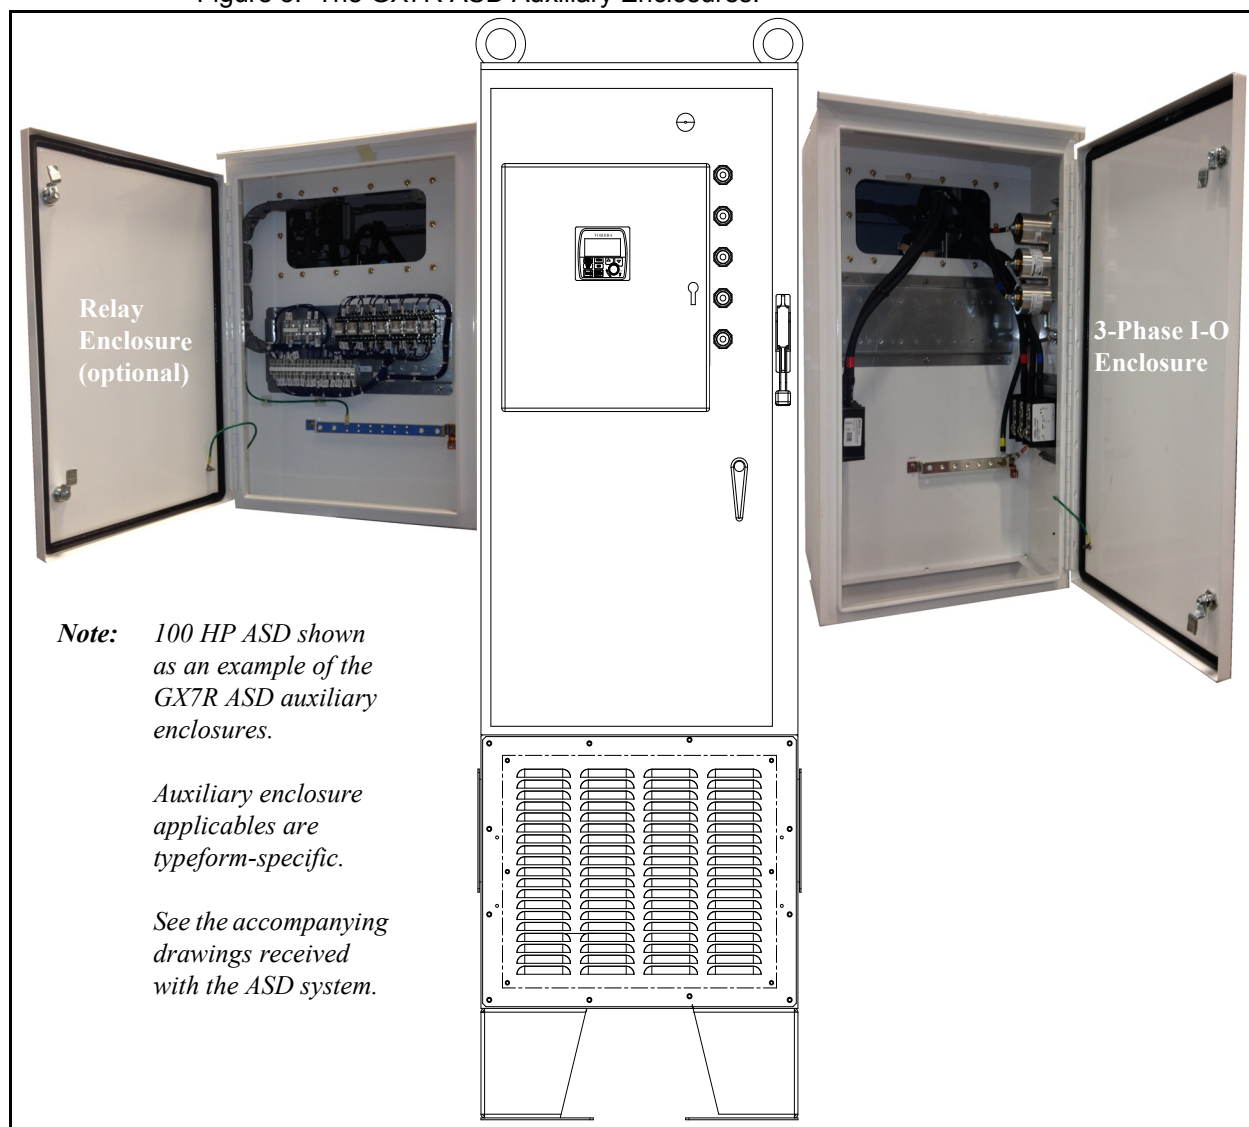 Figure 3. The GX7R ASD Auxiliary Enclosures.
TOSHIBA
Relay
Enclosure
(optional)
3-Phase I-O
Enclosure
Note: 100 HP ASD shown
as an example of the
GX7R ASD auxiliary
enclosures.
Auxiliary enclosure
applicables are
typeform-specific.
See the accompanying
drawings received
with the ASD system.